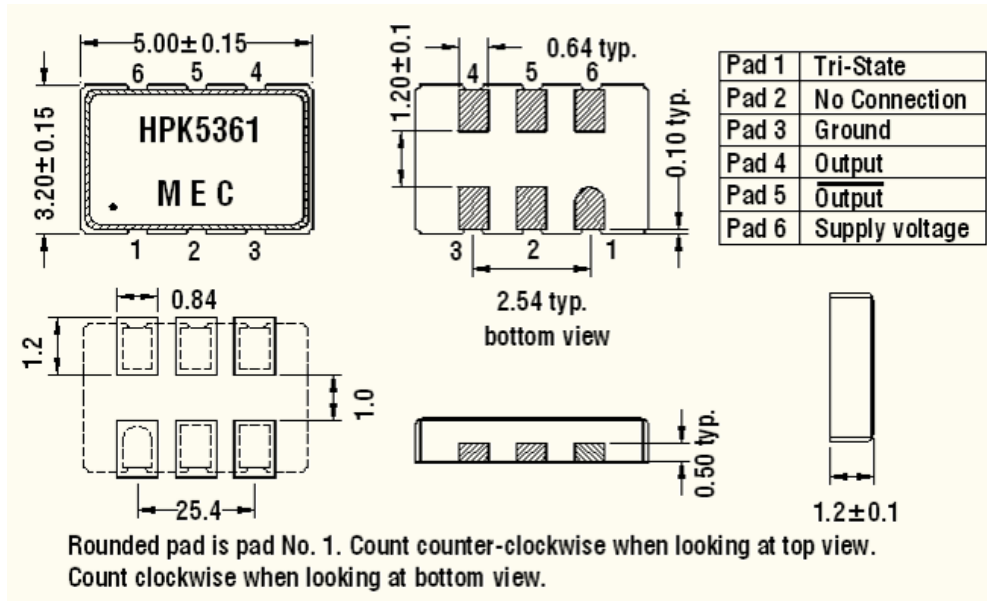 5.00±0.15
6 5 4
3.20±0.15
HPK5361
MEC
1 2 3
1.20±0.1
0.64 typ.
4 5 6
0.10 typ.
3 2 1
2.54 typ.
bottom view
Pad 1 Tri-State
Pad 2 No Connection
Pad 3 Ground
Pad 4 Output
Pad 5 Output
Pad 6 Supply voltage
0.84
1.2
1.0
25.4
0.50 typ.
1.2±0.1
Rounded pad is pad No. 1. Count counter-clockwise when looking at top view.
Count clockwise when looking at bottom view.